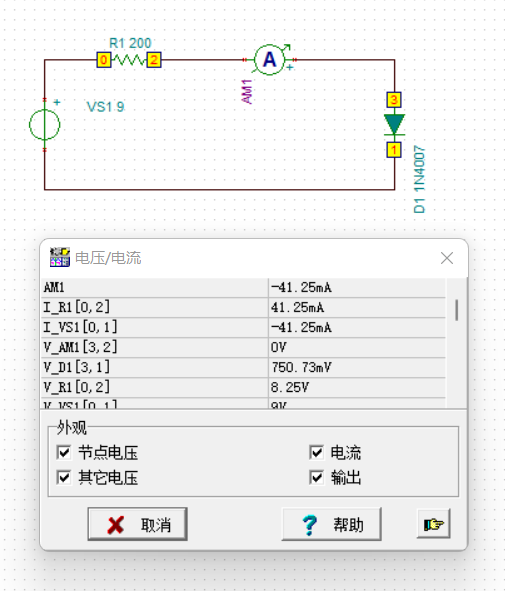 R1 200
0
2
A
+
AM1
+
VS1 9
3
1
D1 1N4007
电压/电流
AM1 -41.25mA
I_R1[0,2] 41.25mA
I_VS1[0,1] -41.25mA
V_AM1[3,2] 0V
V_D1[3,1] 750.73mV
V_R1[0,2] 8.25V
V_VS1[0,1] 9V
外观
节点电压
电流
其它电压
输出
取消
? 帮助